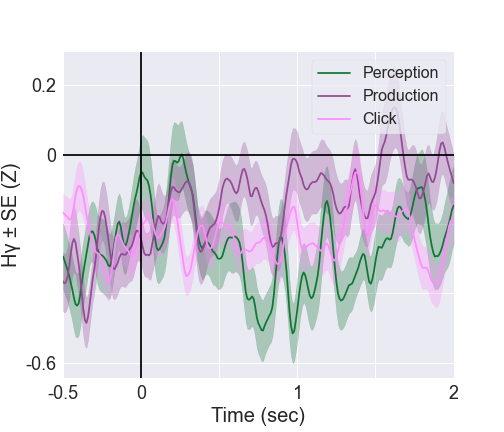 Perception
Production
Click
0.2
0
-0.6
Hγ ± SE (Z)
-0.5
0
1
2
Time (sec)